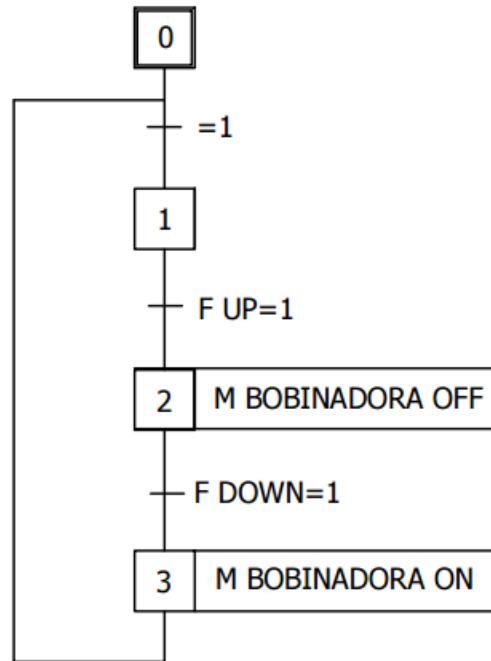 0
=1
1
F UP=1
2
M BOBINADORA OFF
F DOWN=1
3
M BOBINADORA ON